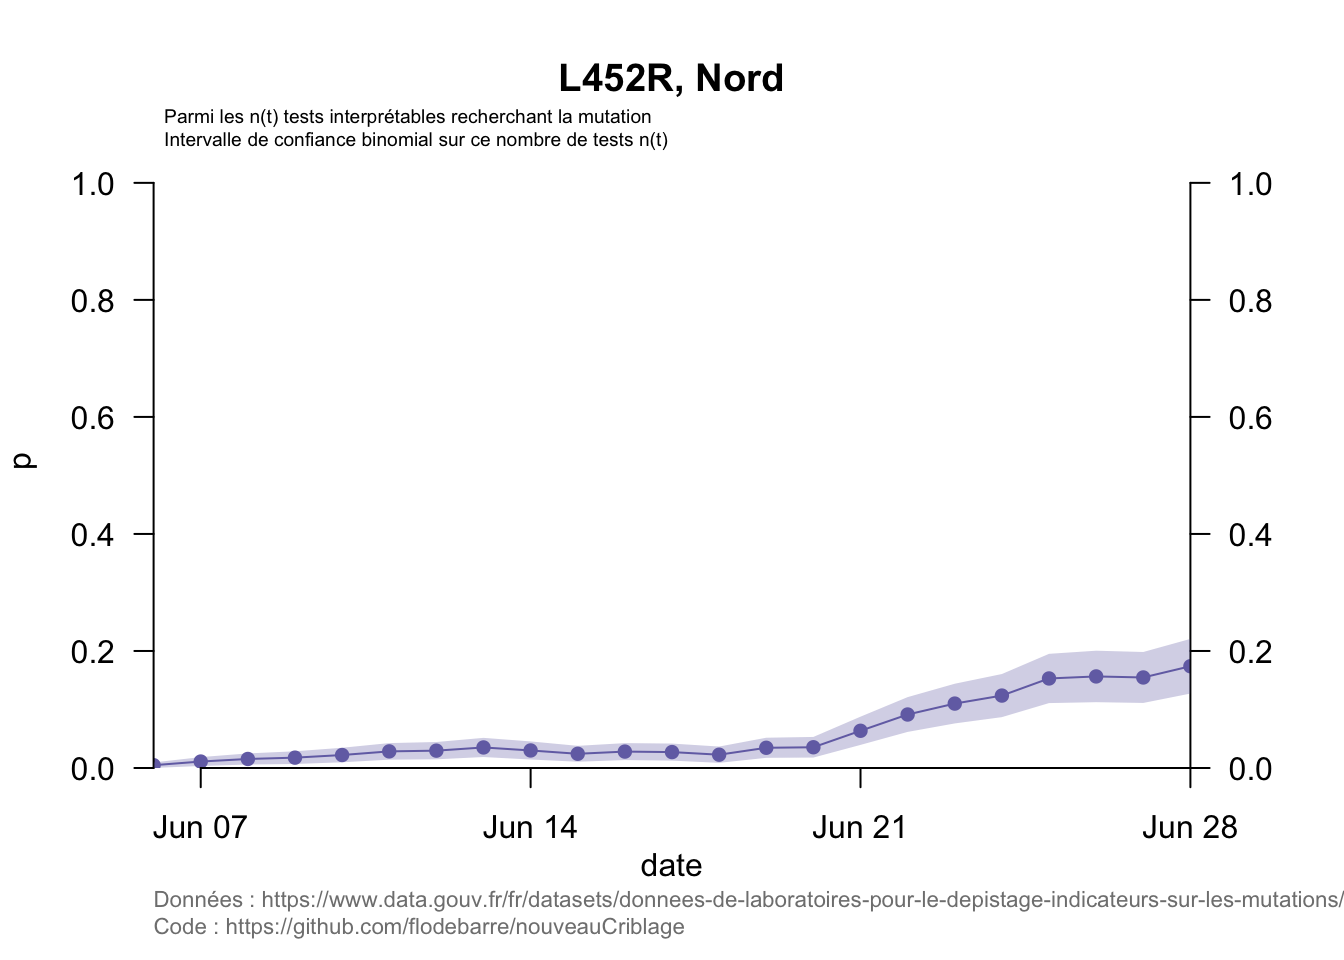 L452R, Nord
Parmi les n(t) tests interprétables recherchant la mutation
Intervalle de confiance binomial sur ce nombre de tests n(t)
1.0 1.0
0.8 0.8
0.6 0.6
p
0.4 0.4
0.2 0.2
0.0 0.0
Jun 07 Jun 14 Jun 21 Jun 28
date
Données : https://www.data.gouv.fr/fr/datasets/donnees-de-laboratoires-pour-le-depistage-indicateurs-sur-les-mutations/
Code : https://github.com/flodebarre/nouveauCriblage